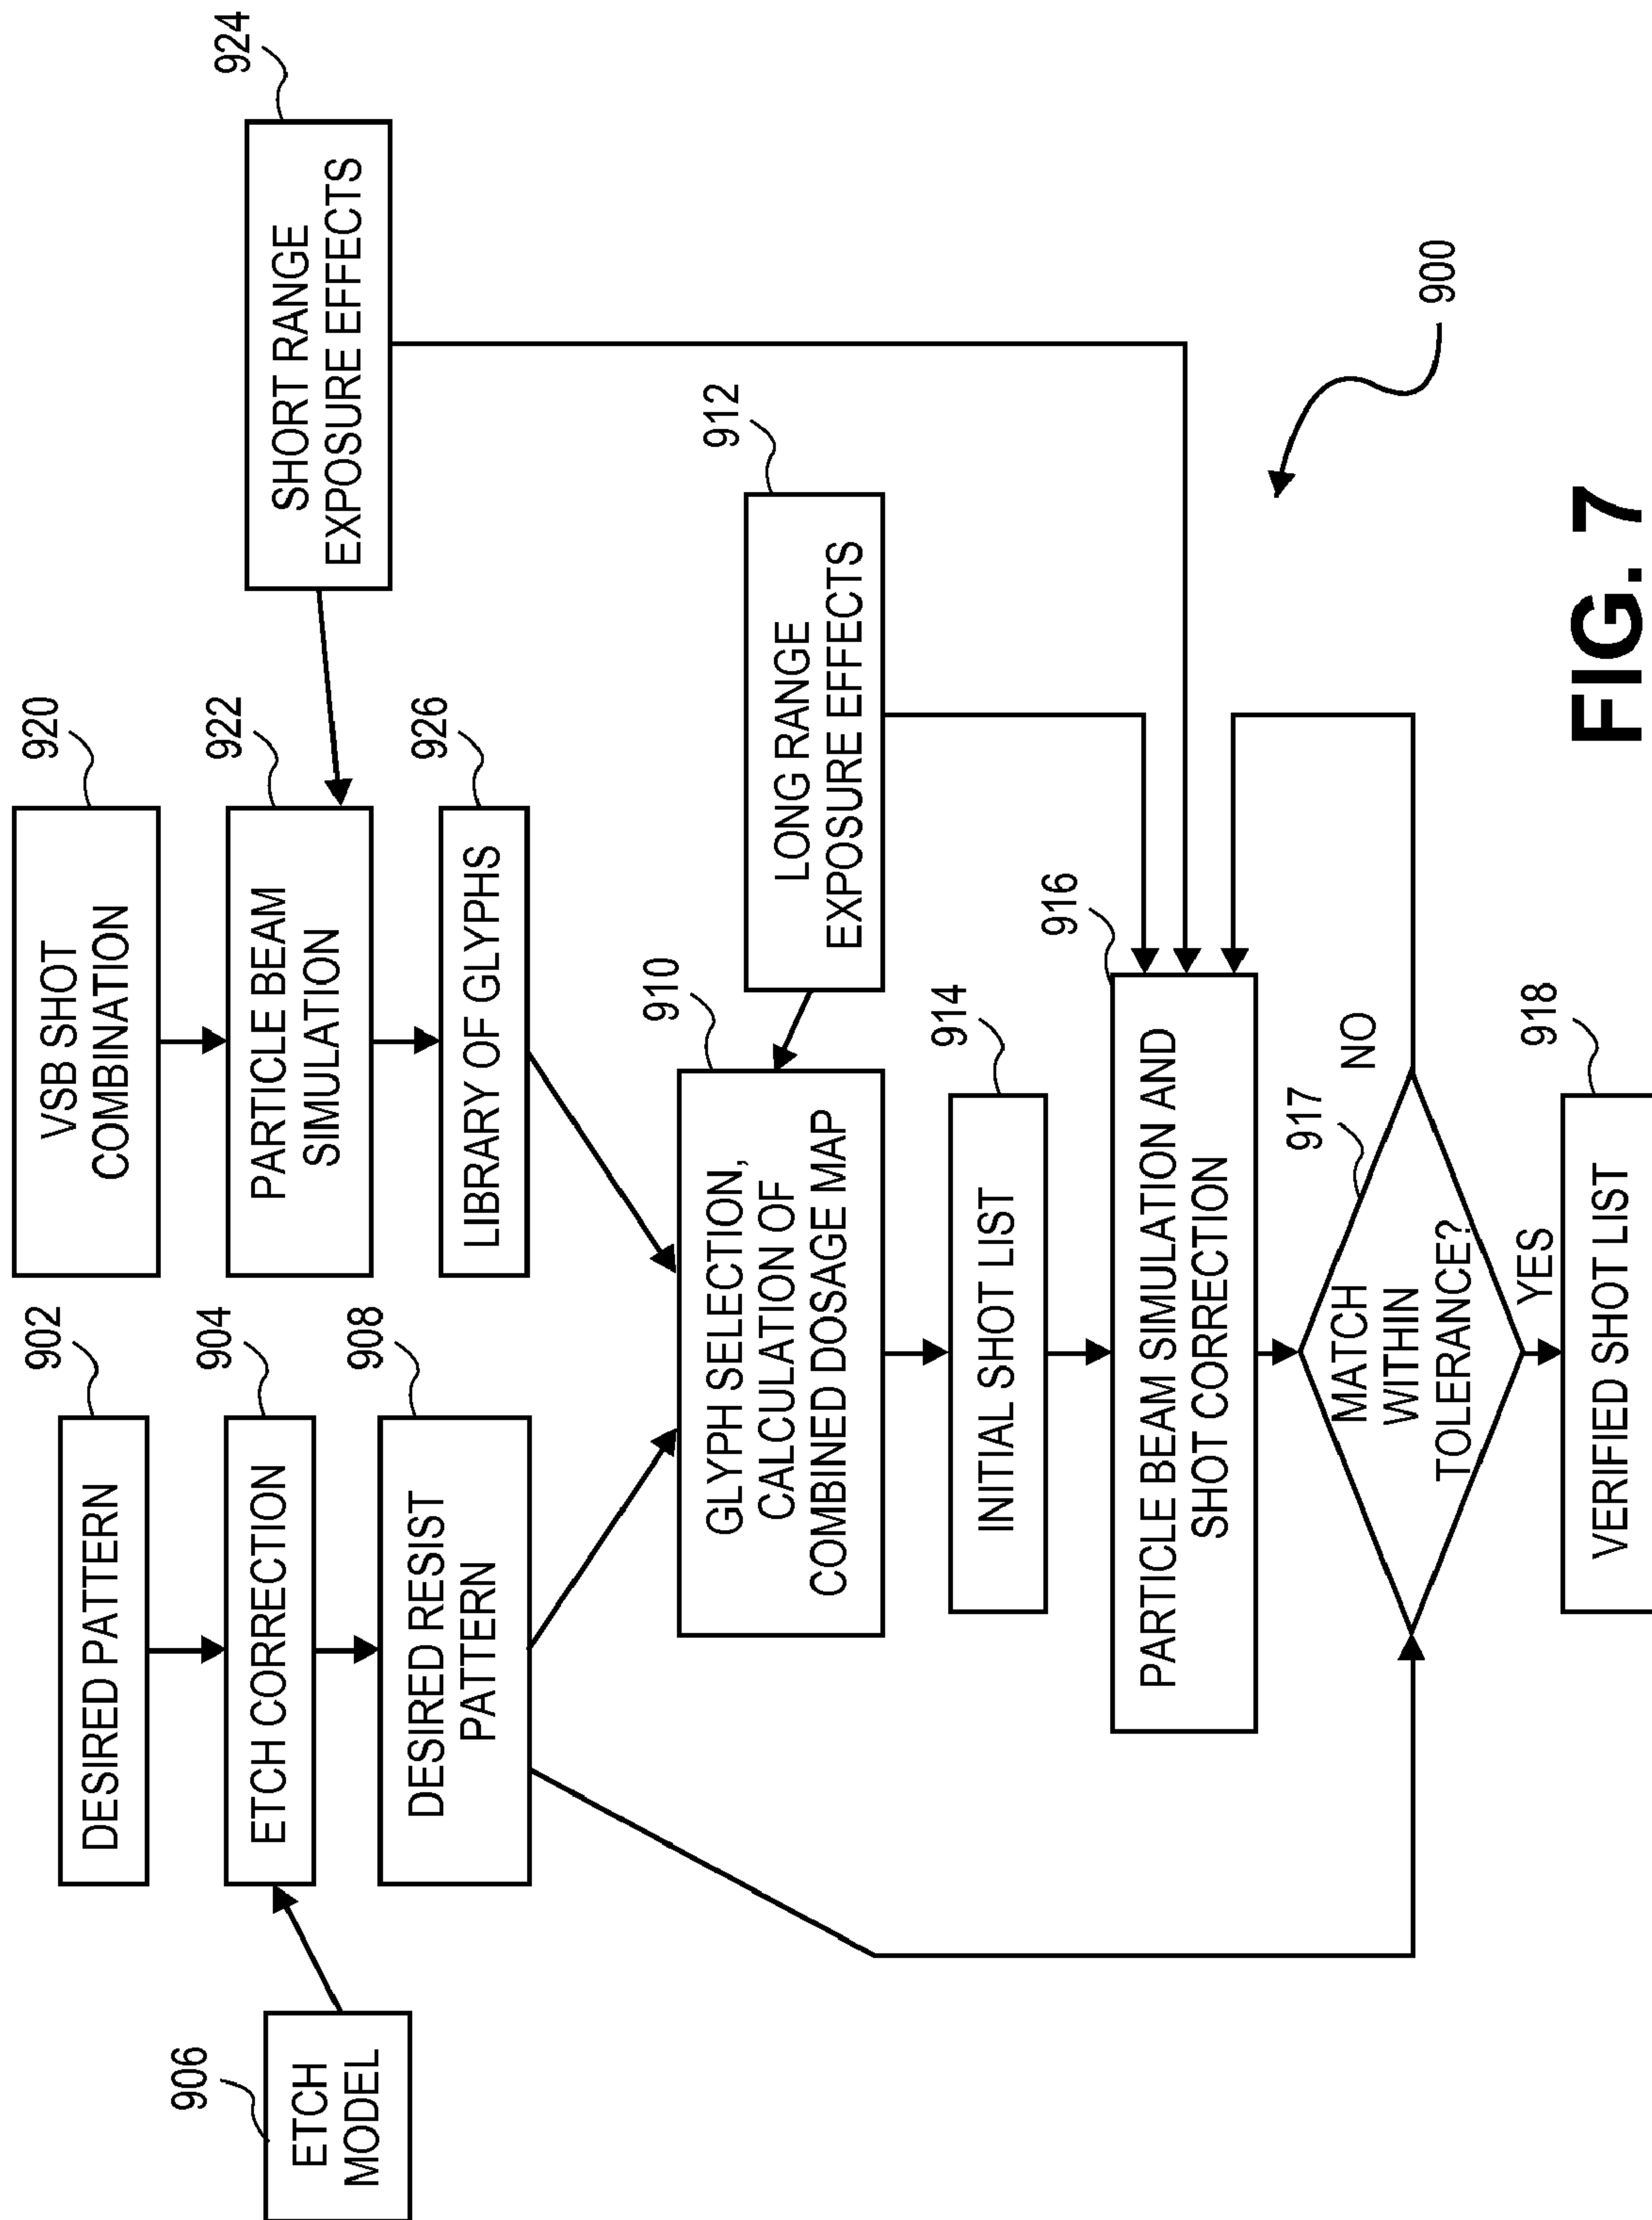 906
ETCH
MODEL
902
DESIRED PATTERN
904
ETCH CORRECTION
908
DESIRED RESIST
PATTERN
920
VSB SHOT
COMBINATION
922
PARTICLE BEAM
SIMULATION
926
LIBRARY OF GLYPHS
924
SHORT RANGE
EXPOSURE EFFECTS
910
GLYPH SELECTION,
CALCULATION OF
COMBINED DOSAGE MAP
912
LONG RANGE
EXPOSURE EFFECTS
914
INITIAL SHOT LIST
916
PARTICLE BEAM SIMULATION AND
SHOT CORRECTION
917
MATCH
WITHIN
TOLERANCE?
NO
YES
918
VERIFIED SHOT LIST
900
FIG. 7